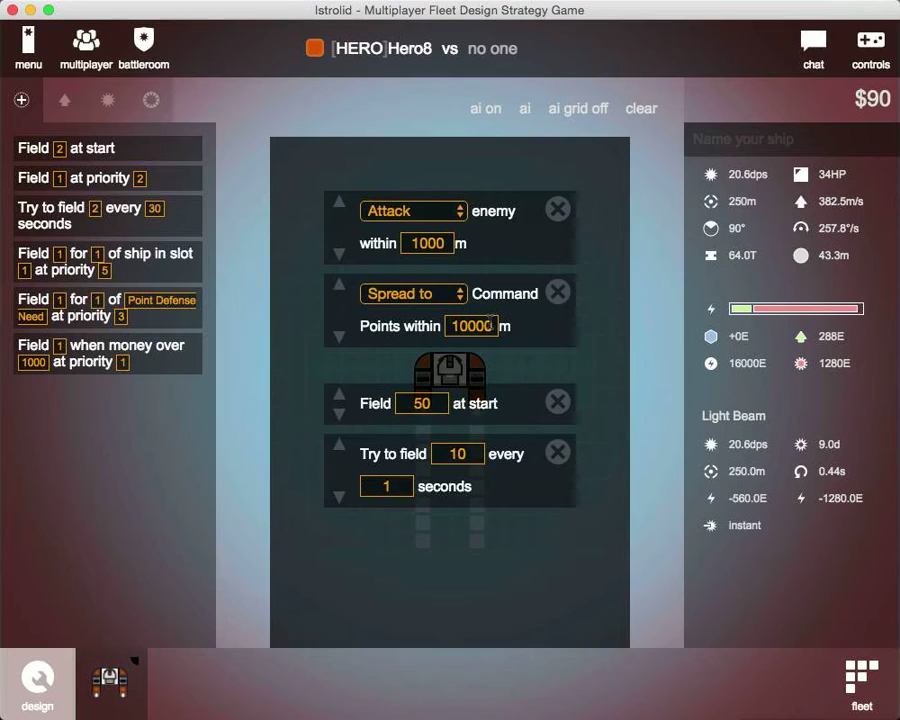 Istrolid - Multiplayer Fleet Design Strategy Game
menu
multiplayer
battleroom
[HERO]Hero8 vs no one
chat
controls
ai on
ai
ai grid off
clear
$90
Field 2 at start
Field 1 at priority 2
Try to field 2 every 30
seconds
Field 1 for 1 of ship in slot
1 at priority 5
Field 1 for 1 of Point Defense
Need at priority 3
Field 1 when money over
1000 at priority 1
Attack enemy
within 1000 m
Spread to Command
Points within 10000 m
Field 50 at start
Try to field 10 every
1 seconds
Name your ship
20.6dps 34HP
250m 382.5m/s
90° 257.8°/s
64.0T 43.3m
+0E 288E
16000E 1280E
Light Beam
20.6dps 9.0d
250.0m 0.44s
-560.0E -1280.0E
instant
design
fleet